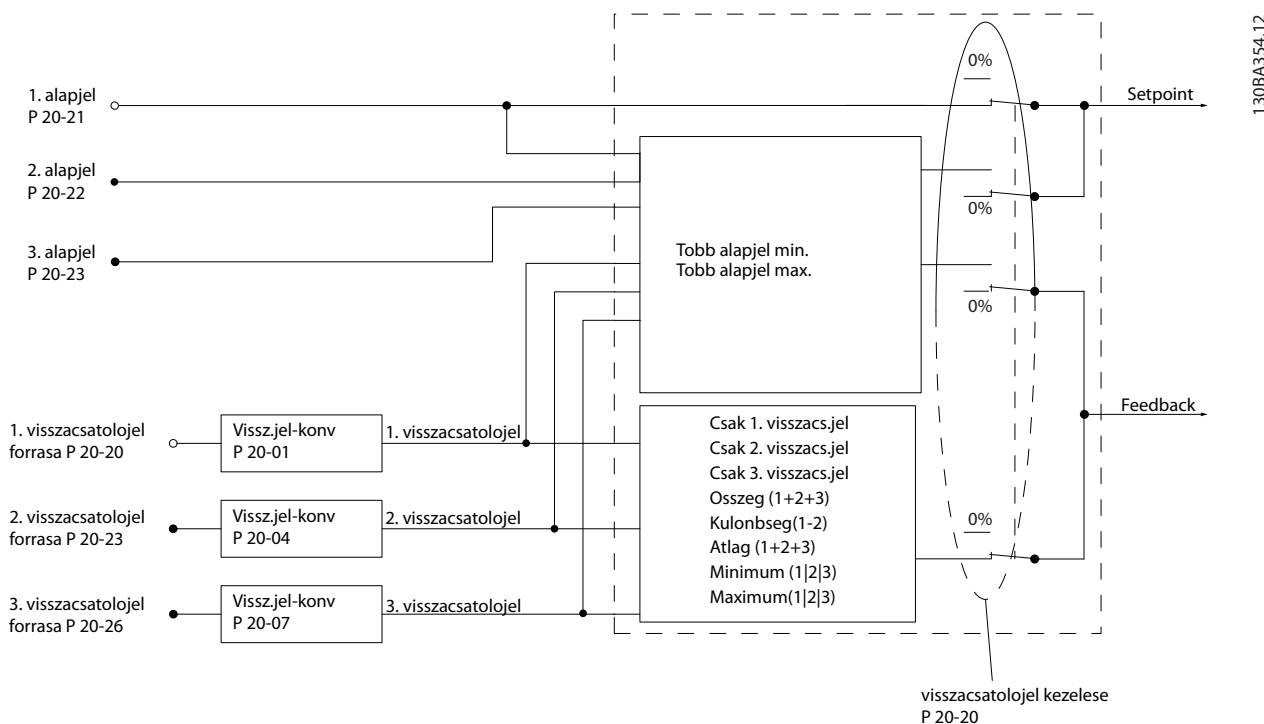 130BA354.12
0%
1. alapjel
P 20-21
Setpoint
2. alapjel
P 20-22
0%
3. alapjel
P 20-23
Tobb alapjel min.
Tobb alapjel max.
0%
Feedback
1. visszacsatolojel
forrasa P 20-20
Vissz.jel-konv
P 20-01
1. visszacsatolojel
2. visszacsatolojel
forrasa P 20-23
Vissz.jel-konv
P 20-04
2. visszacsatolojel
3. visszacsatolojel
forrasa P 20-26
Vissz.jel-konv
P 20-07
3. visszacsatolojel
Csak 1. visszacs.jel
Csak 2. visszacs.jel
Csak 3. visszacs.jel
Osszeg (1+2+3)
Kulonbseg(1-2)
Atlag (1+2+3)
Minimum (1|2|3)
Maximum(1|2|3)
0%
visszacsatolojel kezelese
P 20-20